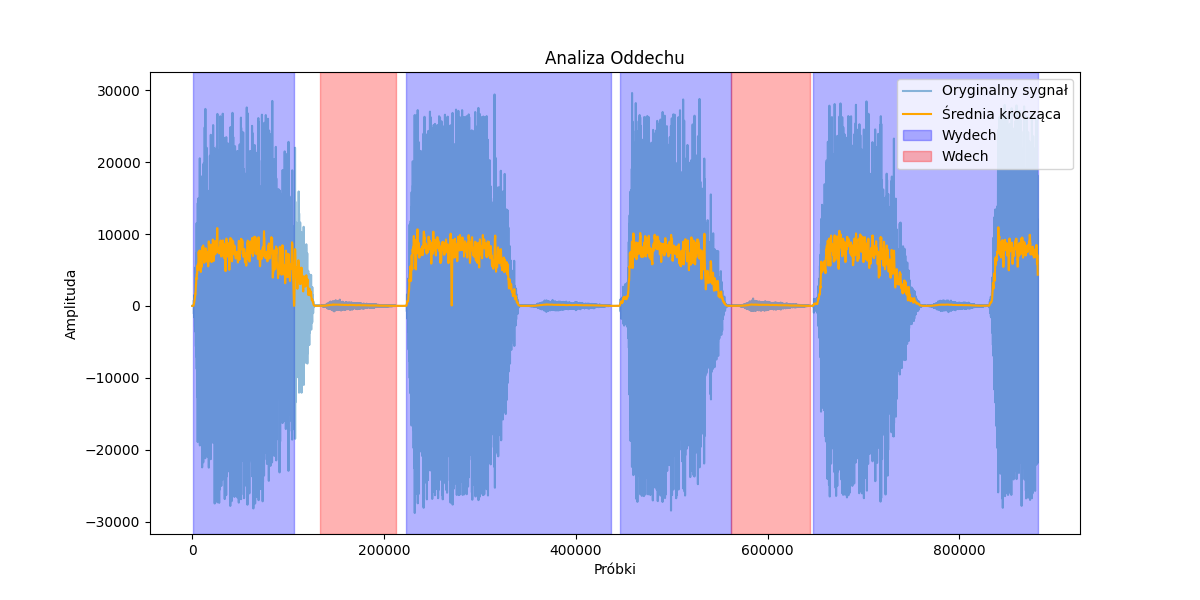 Analiza Oddechu
Oryginalny sygnał
Średnia krocząca
Wydech
Wdech
Amplituda
30000
20000
10000
0
−10000
−20000
−30000
0
200000
400000
600000
800000
Próbki